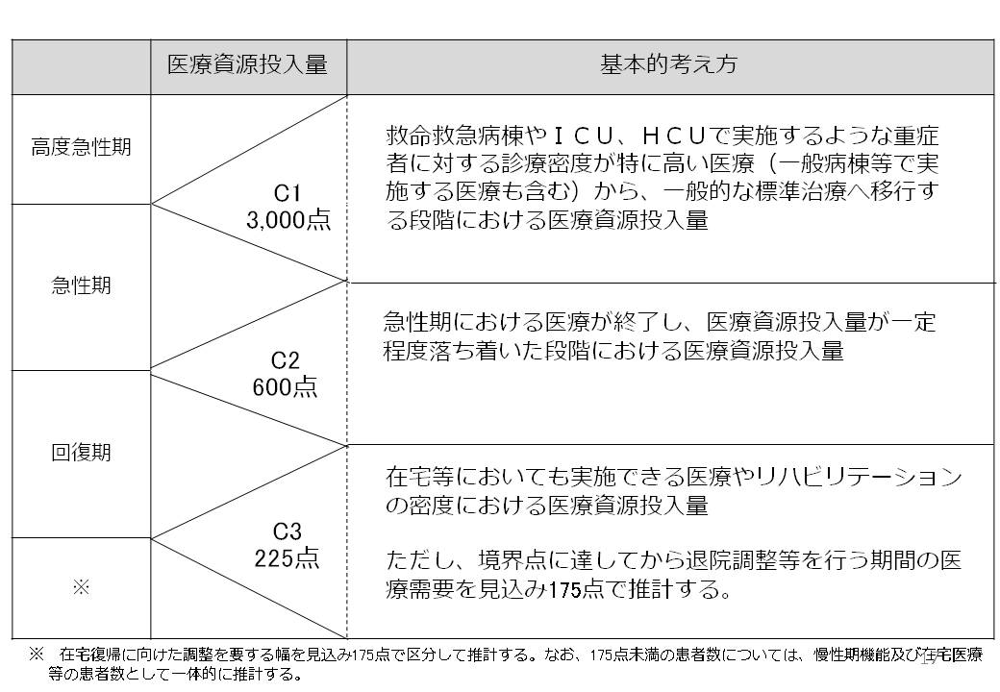 医療資源投入量
基本的考え方
高度急性期
C1
3,000点
救命救急病棟やＩＣＵ、ＨＣＵで実施するような重症
者に対する診療密度が特に高い医療（一般病棟等で実
施する医療も含む）から、一般的な標準治療へ移行す
る段階における医療資源投入量
急性期
C2
600点
急性期における医療が終了し、医療資源投入量が一定
程度落ち着いた段階における医療資源投入量
回復期
C3
225点
在宅等においても実施できる医療やリハビリテーション
の密度における医療資源投入量
ただし、境界点に達してから退院調整等を行う期間の医
療需要を見込み175点で推計する。
※
※　在宅復帰に向けた調整を要する幅を見込み175点で区分して推計する。なお、175点未満の患者数については、慢性期機能及び在宅医療
等の患者数として一体的に推計する。